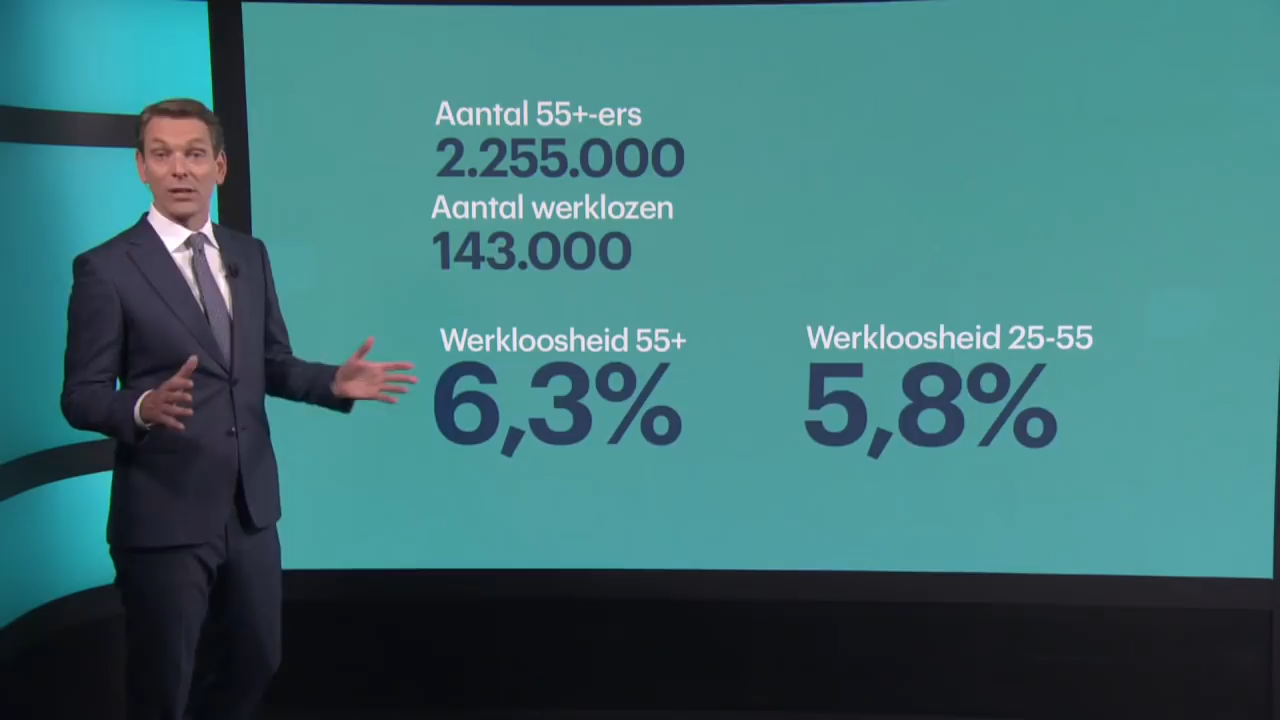 Aantal 55+-ers
2.255.000
Aantal werklozen
143.000
Werkloosheid 55+
6,3%
Werkloosheid 25-55
5,8%